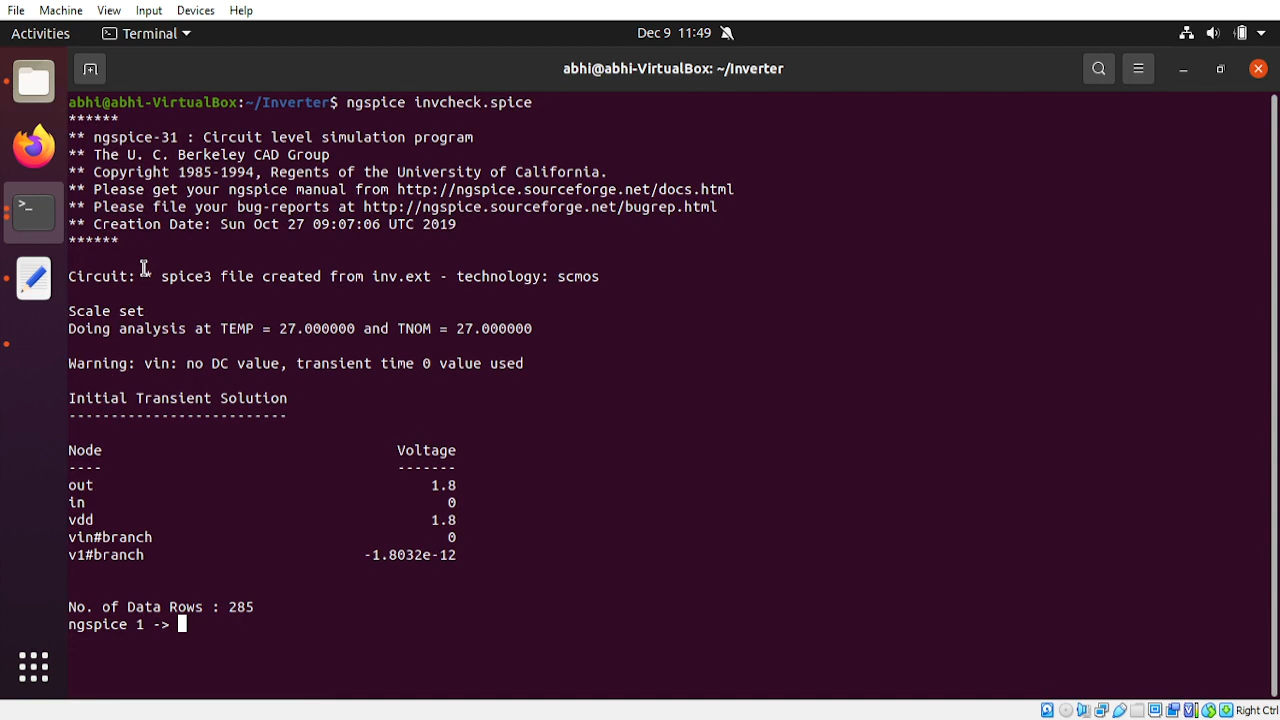 File Machine View Input Devices Help
Activities Terminal Dec 9 11:49
abhi@abhi-VirtualBox: ~/Inverter
abhi@abhi-VirtualBox:~/Inverter$ ngspice invcheck.spice
******
** ngspice-31 : Circuit level simulation program
** The U. C. Berkeley CAD Group
** Copyright 1985-1994, Regents of the University of California.
** Please get your ngspice manual from http://ngspice.sourceforge.net/docs.html
** Please file your bug-reports at http://ngspice.sourceforge.net/bugrep.html
** Creation Date: Sun Oct 27 09:07:06 UTC 2019
******
Circuit: * spice3 file created from inv.ext - technology: scmos
Scale set
Doing analysis at TEMP = 27.000000 and TNOM = 27.000000
Warning: vin: no DC value, transient time 0 value used
Initial Transient Solution
--------------------------
Node Voltage
---- -------
out 1.8
in 0
vdd 1.8
vin#branch 0
v1#branch -1.8032e-12
No. of Data Rows : 285
ngspice 1 ->
Right Ctrl